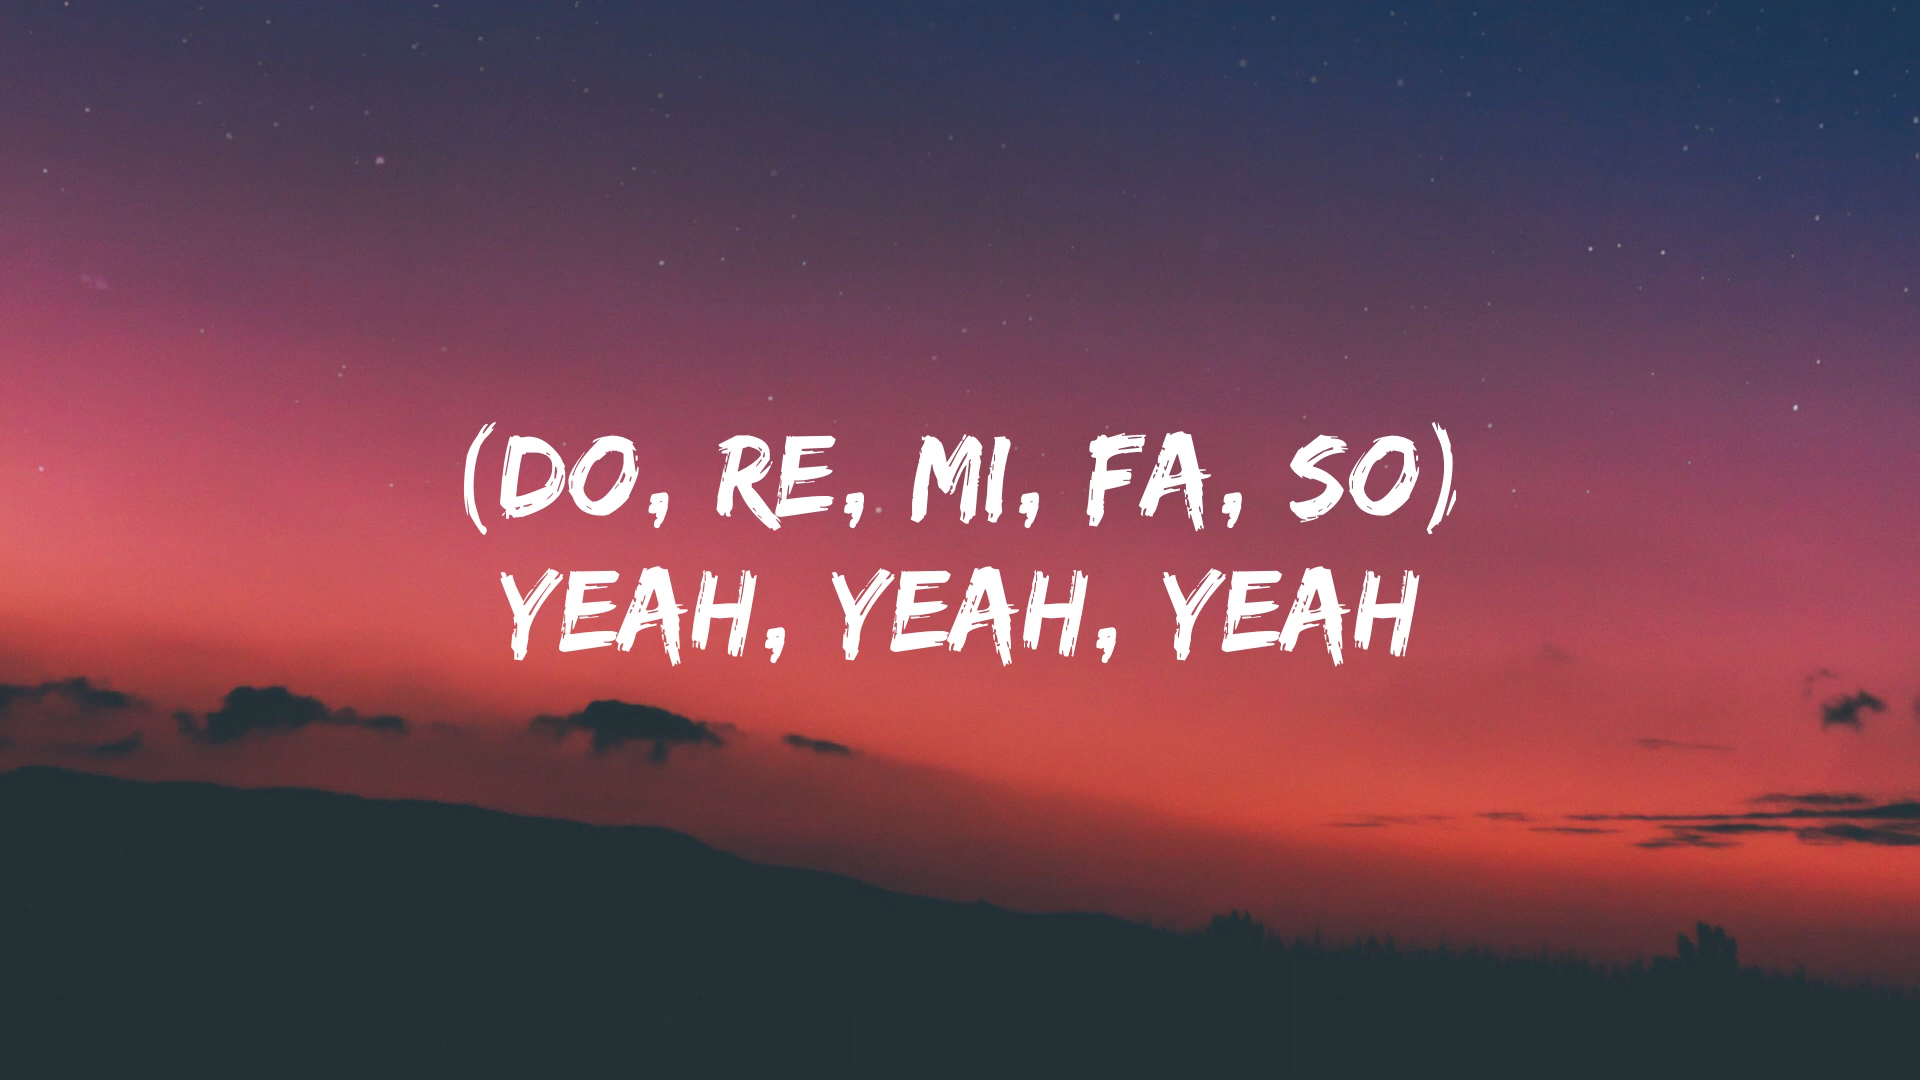 (DO, RE, MI, FA, SO)
YEAH, YEAH, YEAH